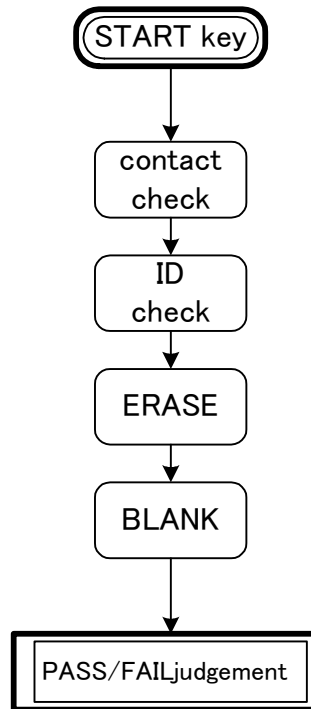 START key
contact
check
ID
check
ERASE
BLANK
PASS/FAILjudgement